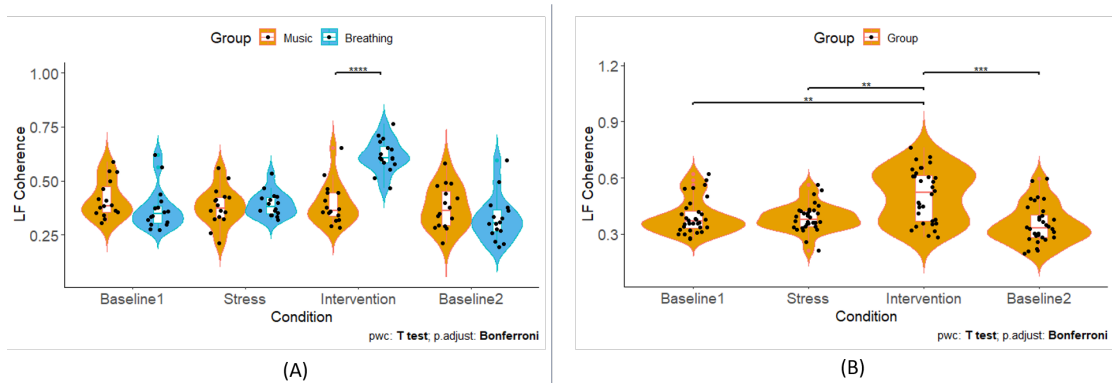 Group Music Breathing
LF Coherence
1.00
0.75
0.50
0.25
****
Baseline1 Stress Intervention Baseline2
Condition
pwc: T test; p.adjust: Bonferroni
(A)
Group Group
LF Coherence
1.2
0.9
0.6
0.3
***
**
**
Baseline1 Stress Intervention Baseline2
Condition
pwc: T test; p.adjust: Bonferroni
(B)